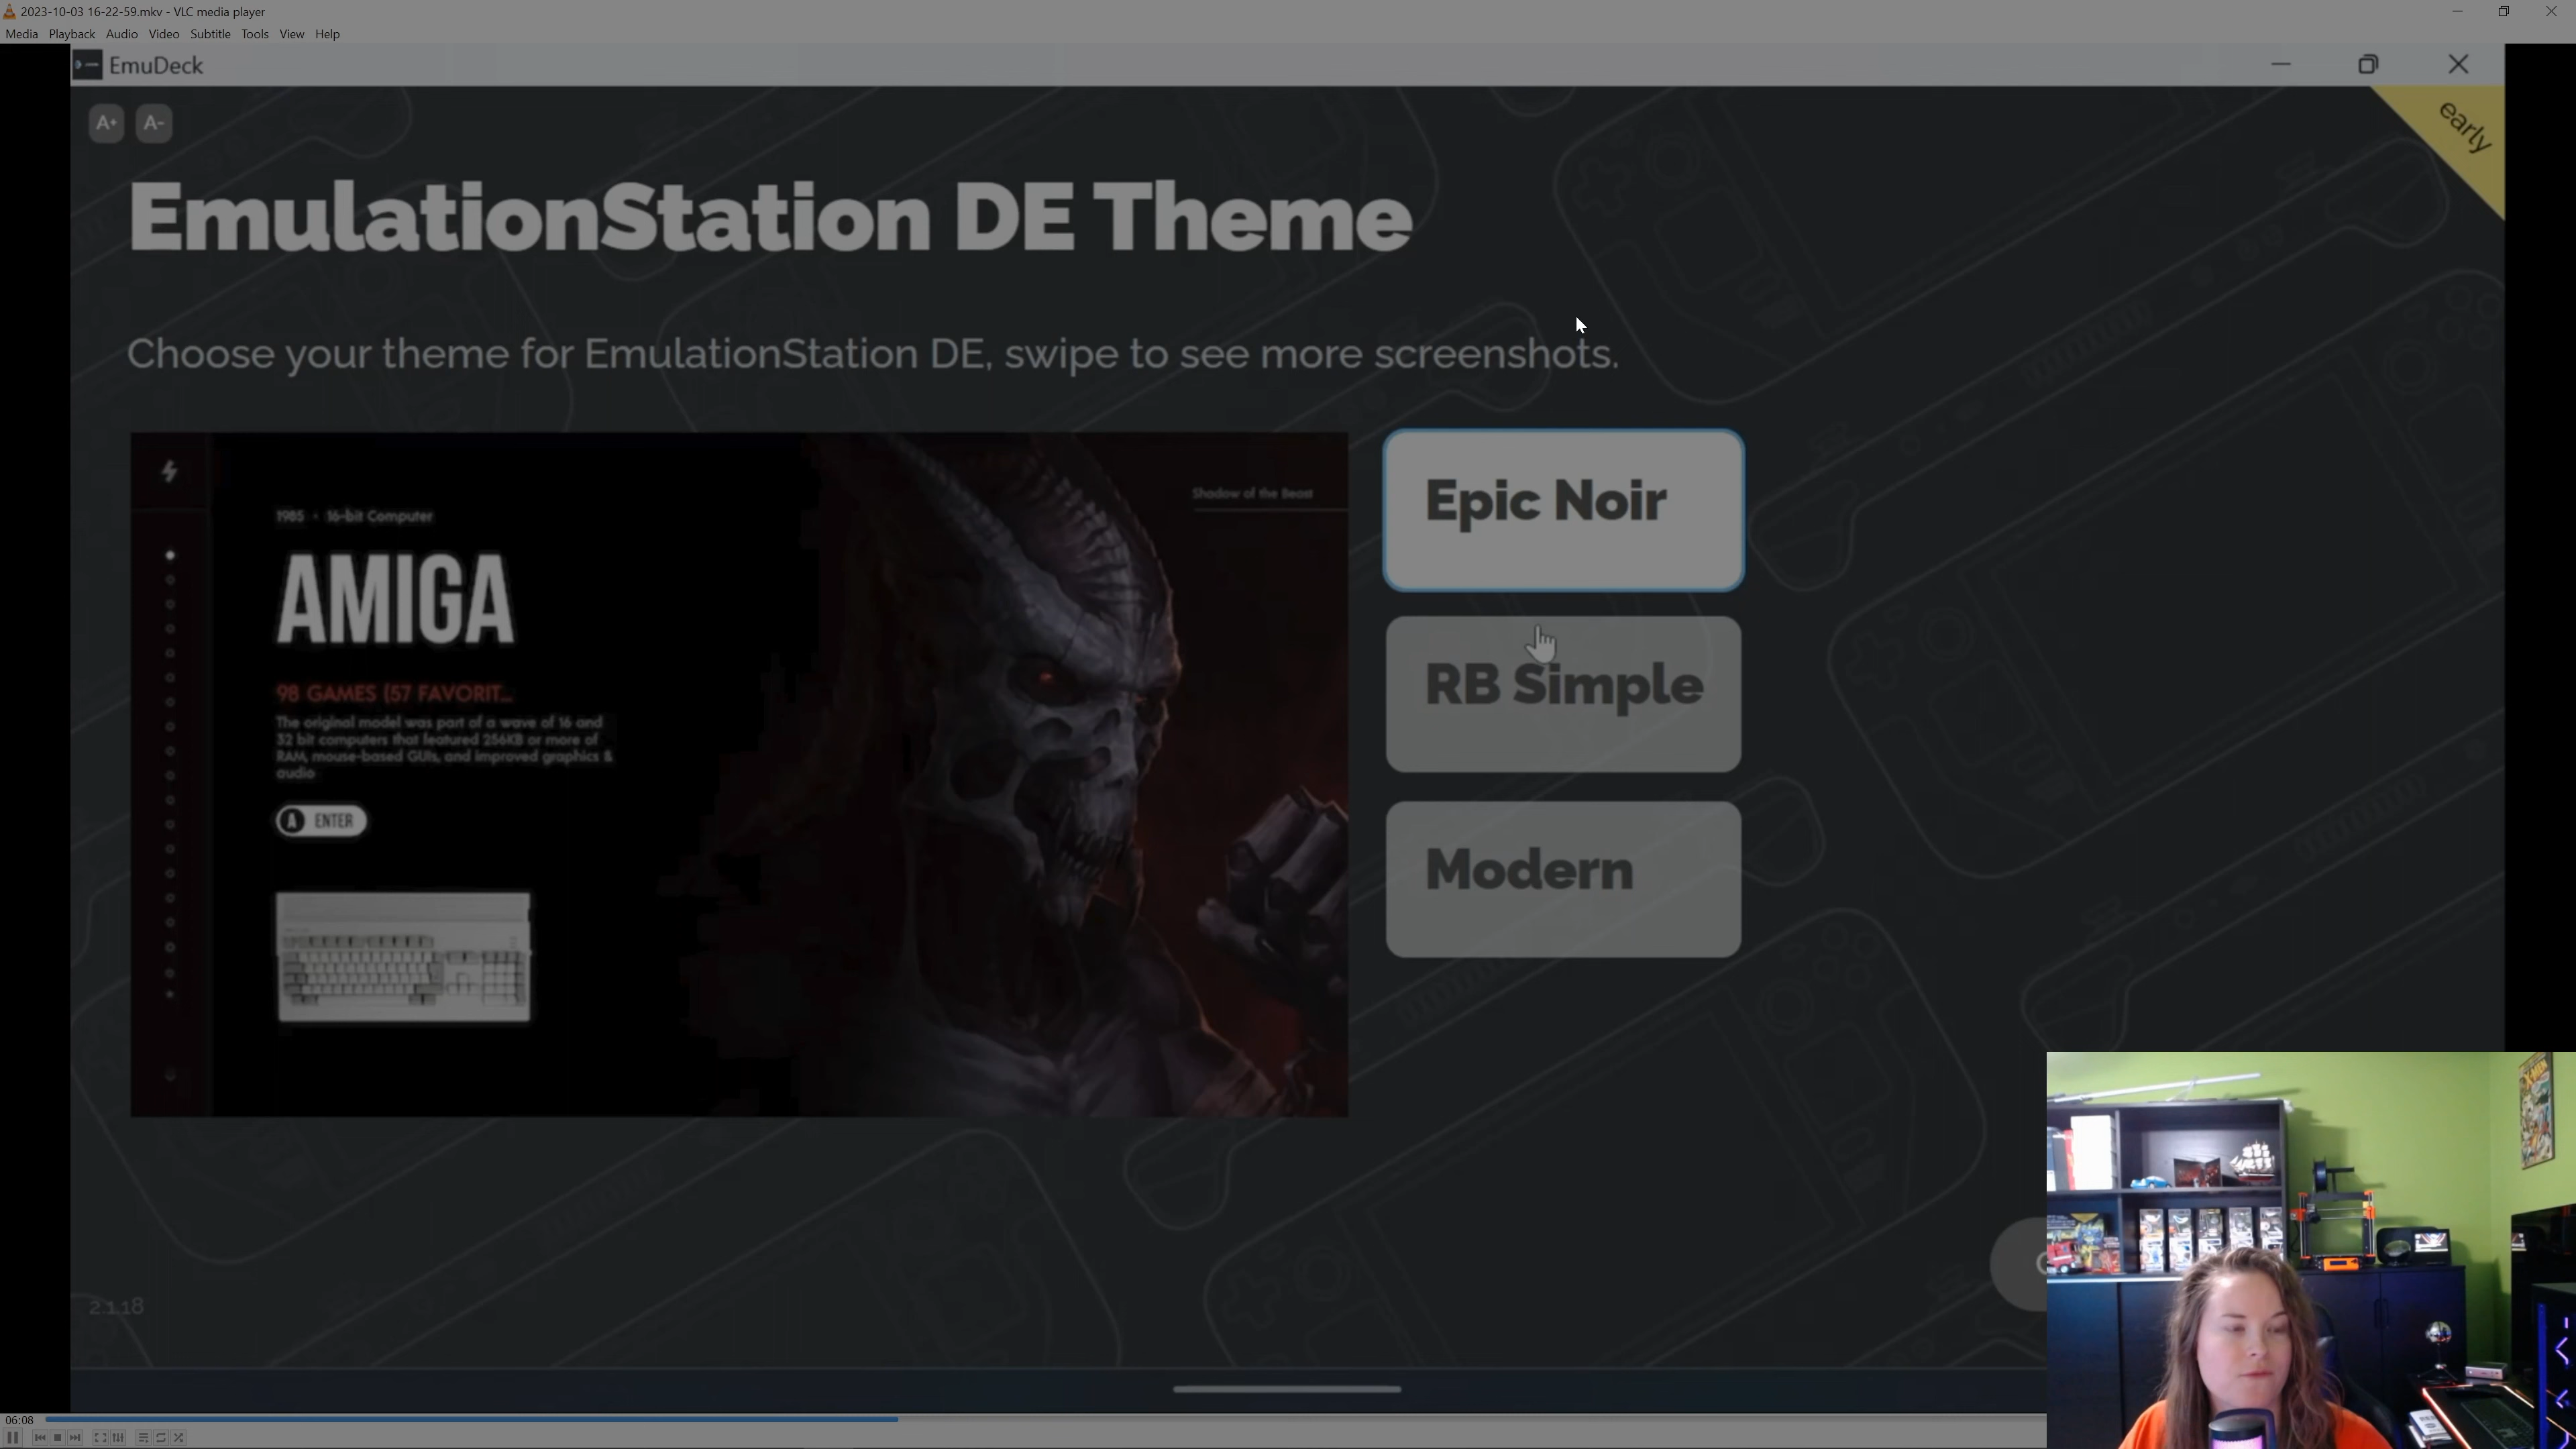 2023-10-03 16-22-59.mkv - VLC media player
Media Playback Audio Video Subtitle Tools View Help
EmuDeck
A+ A-
early
EmulationStation DE Theme
Choose your theme for EmulationStation DE, swipe to see more screenshots.
Shadow of the Beast
1985 • 16-bit Computer
AMIGA
98 GAMES (57 FAVORIT...
The original model was part of a wave of 16 and
32 bit computers that featured 256KB or more of
RAM, mouse-based GUIs, and improved graphics &
audio
A ENTER
Epic Noir
RB Simple
Modern
X-MEN
2.1.18
06:08